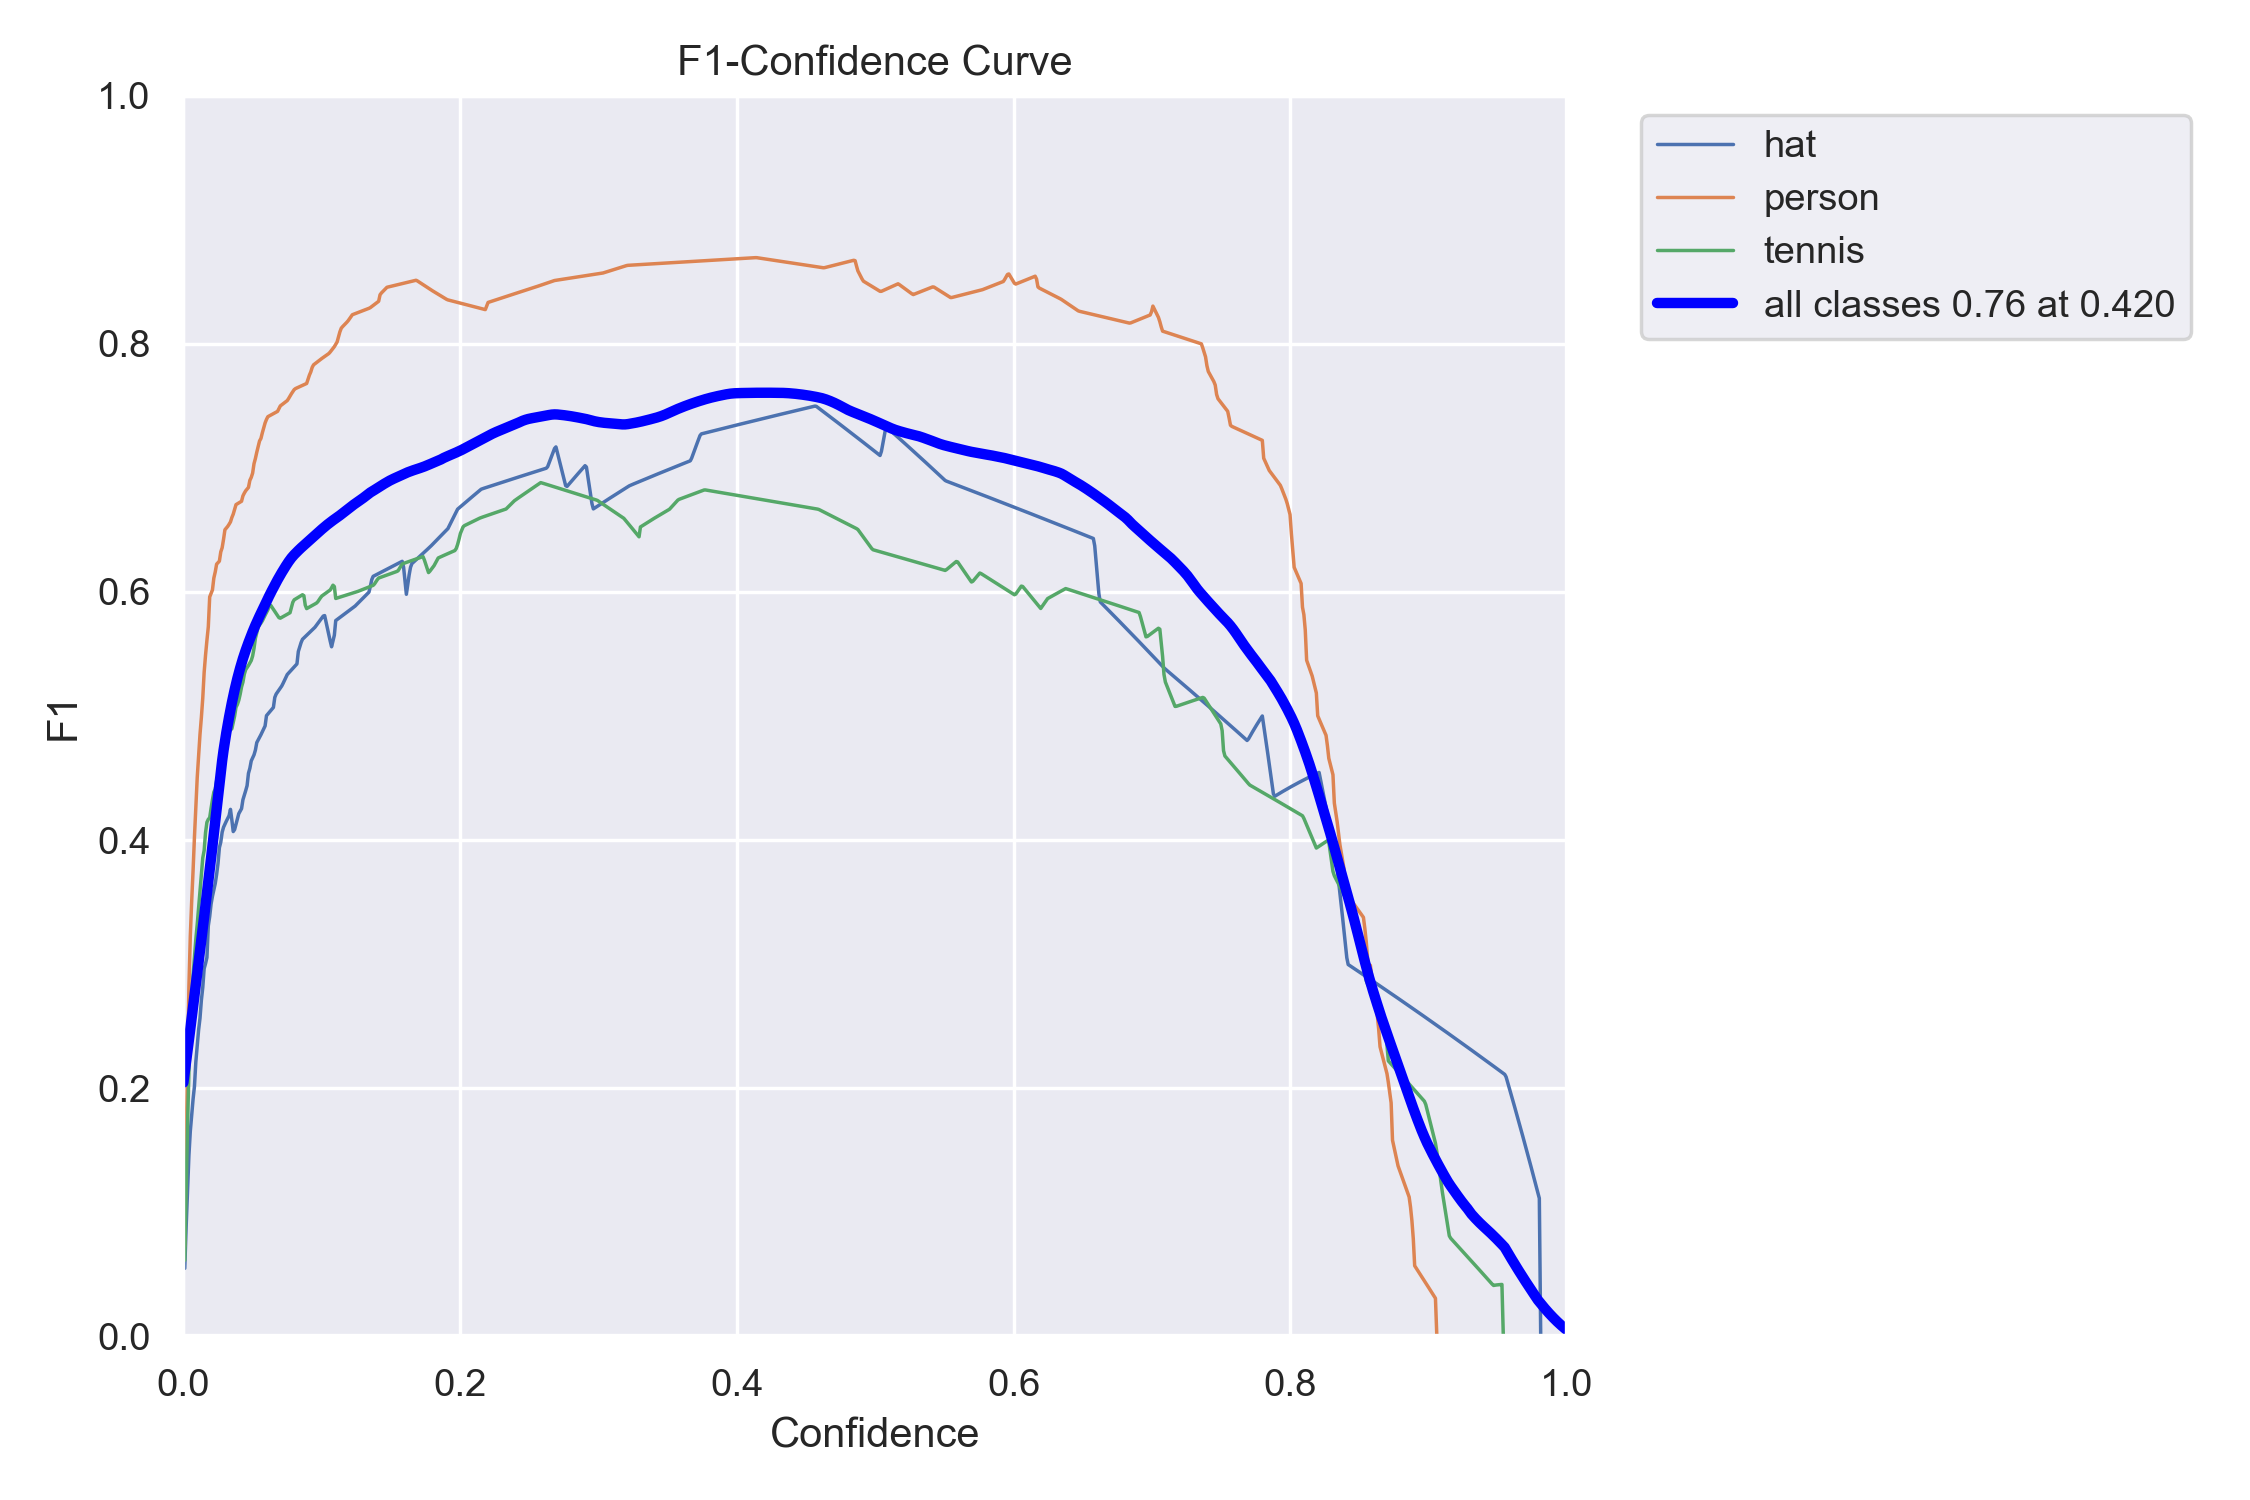 F1-Confidence Curve
1.0
0.8
0.6
0.4
0.2
0.0
F1
0.0 0.2 0.4 0.6 0.8 1.0
Confidence
hat
person
tennis
all classes 0.76 at 0.420